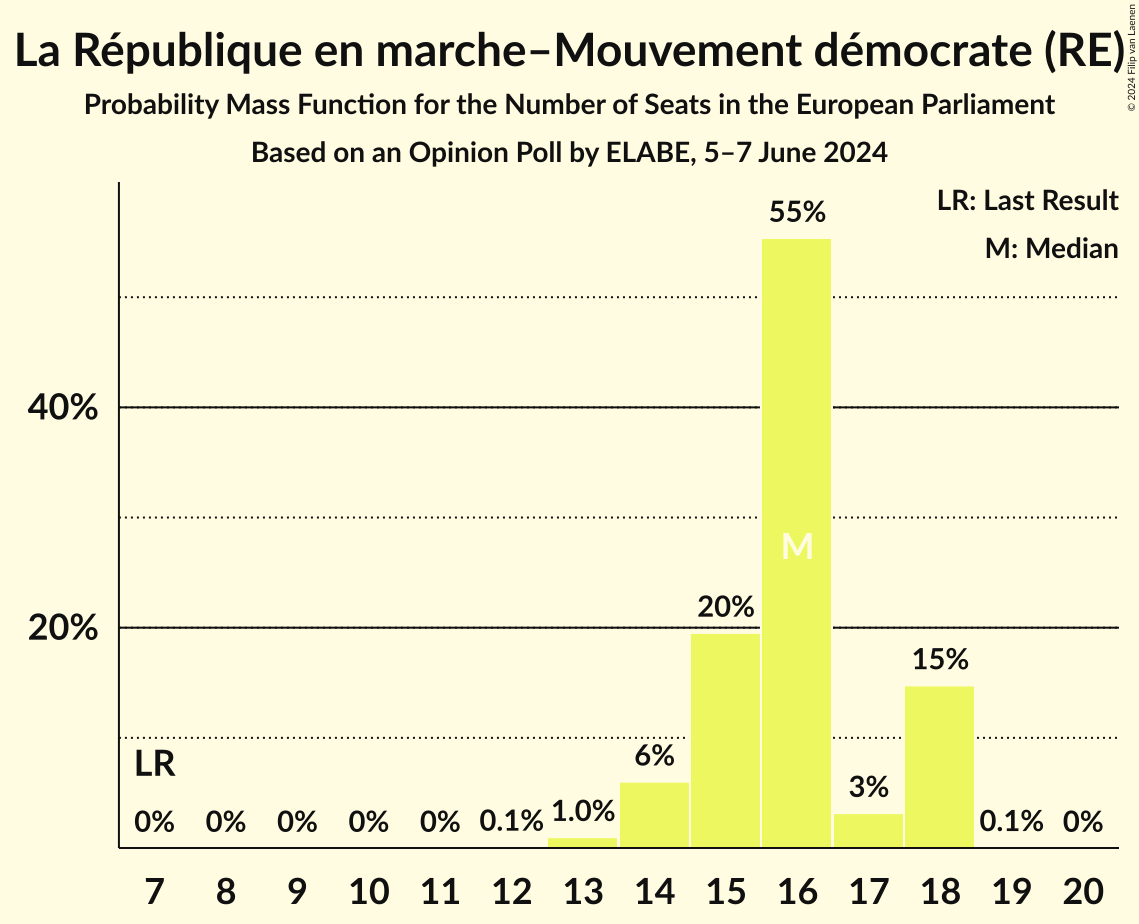 La République en marche–Mouvement démocrate (RE)
Probability Mass Function for the Number of Seats in the European Parliament
Based on an Opinion Poll by ELABE, 5–7 June 2024
© 2024 Filip van Laenen
LR: Last Result
M: Median
55%
40%
M
20%
20%
15%
LR
6%
3%
0% 0% 0% 0% 0% 0.1% 1.0% 0.1% 0%
7 8 9 10 11 12 13 14 15 16 17 18 19 20